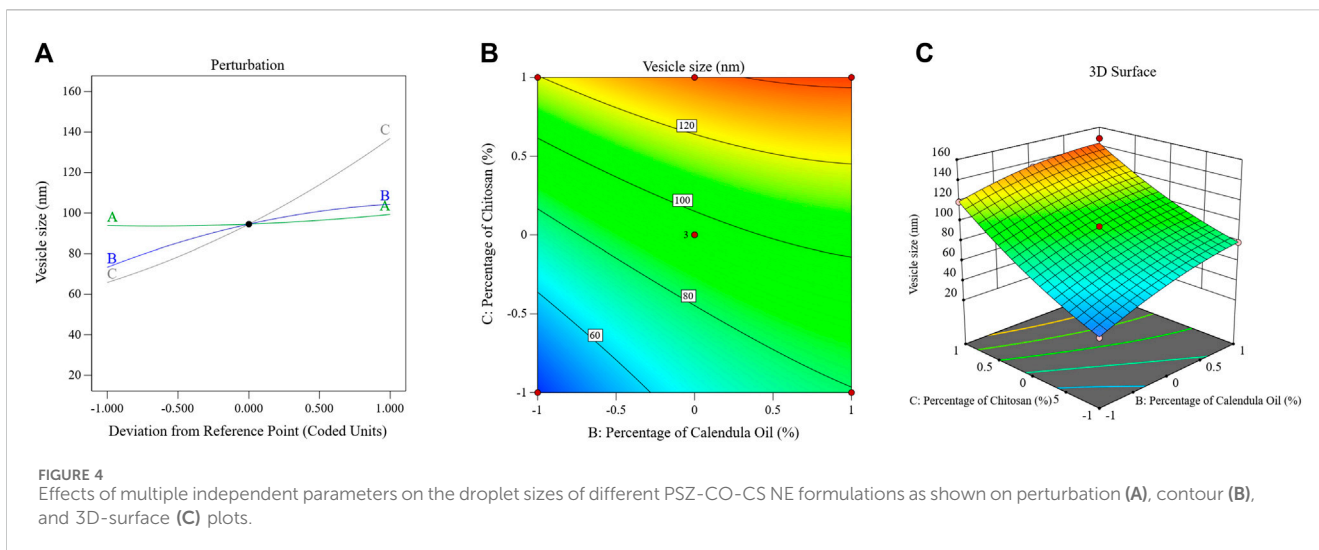 A
Perturbation
160
140
120
100
80
60
40
20
Vesicle size (nm)
C
B
A
A
B
C
-1.000 -0.500 0.000 0.500 1.000
Deviation from Reference Point (Coded Units)
B
Vesicle size (nm)
1
0.5
0
-0.5
-1
C: Percentage of Chitosan (%)
120
100
3
80
60
-1 -0.5 0 0.5 1
B: Percentage of Calendula Oil (%)
C
3D Surface
160
140
120
100
80
60
40
20
Vesicle size (nm)
1
0.5
0
5
-1
C: Percentage of Chitosan (%)
1
0.5
0
-1
B: Percentage of Calendula Oil (%)
FIGURE 4
Effects of multiple independent parameters on the droplet sizes of different PSZ-CO-CS NE formulations as shown on perturbation (A), contour (B),
and 3D-surface (C) plots.